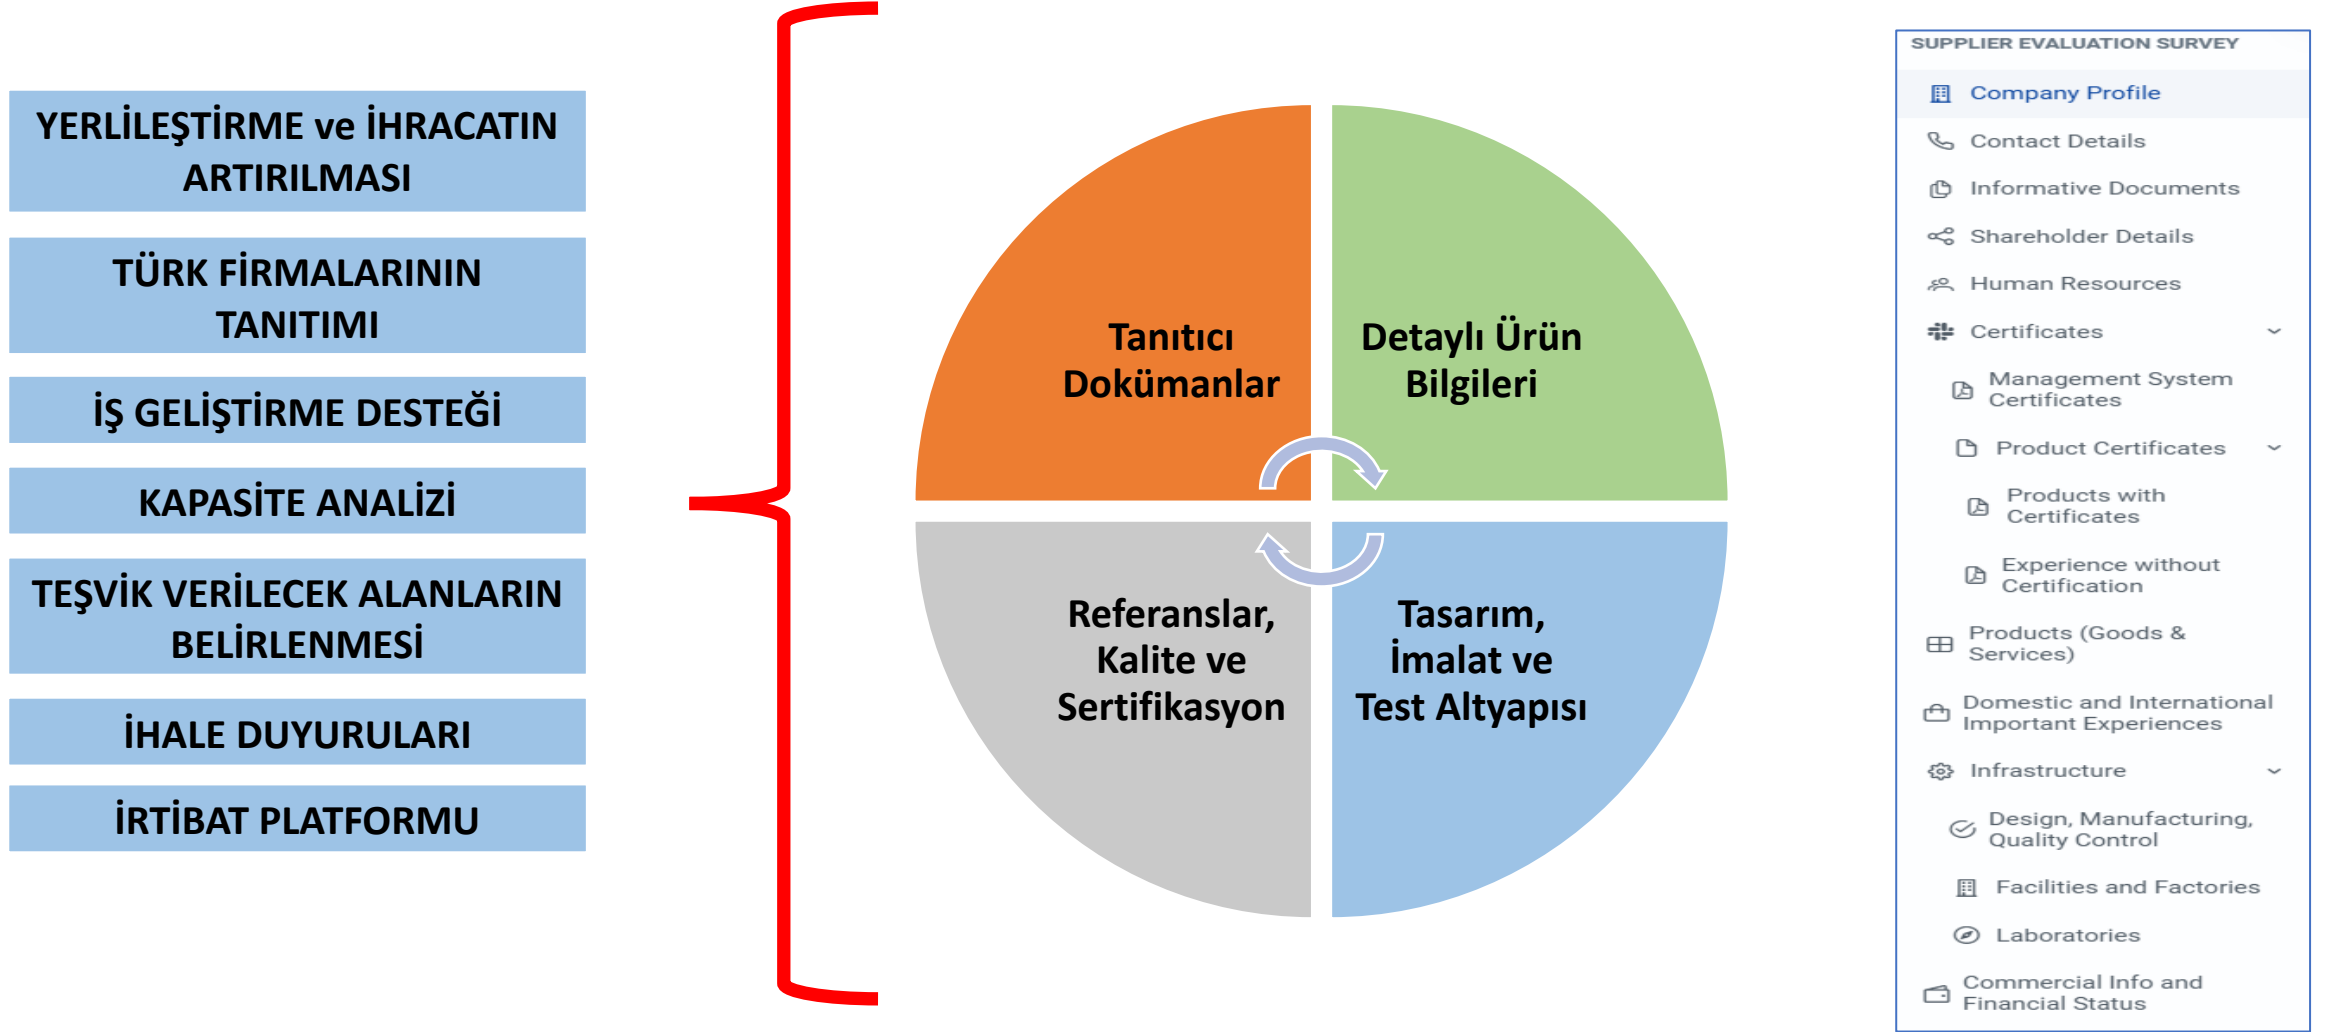 YERLİLEŞTİRME ve İHRACATIN
ARTIRILMASI
TÜRK FİRMALARININ
TANITIMI
İŞ GELİŞTİRME DESTEĞİ
KAPASİTE ANALİZİ
TEŞVİK VERİLECEK ALANLARIN
BELİRLENMESİ
İHALE DUYURULARI
İRTİBAT PLATFORMU
Tanıtıcı
Dokümanlar
Detaylı Ürün
Bilgileri
Referanslar,
Kalite ve
Sertifikasyon
Tasarım,
İmalat ve
Test Altyapısı
SUPPLIER EVALUATION SURVEY
Company Profile
Contact Details
Informative Documents
Shareholder Details
Human Resources
Certificates
Management System
Certificates
Product Certificates
Products with
Certificates
Experience without
Certification
Products (Goods &
Services)
Domestic and International
Important Experiences
Infrastructure
Design, Manufacturing,
Quality Control
Facilities and Factories
Laboratories
Commercial Info and
Financial Status